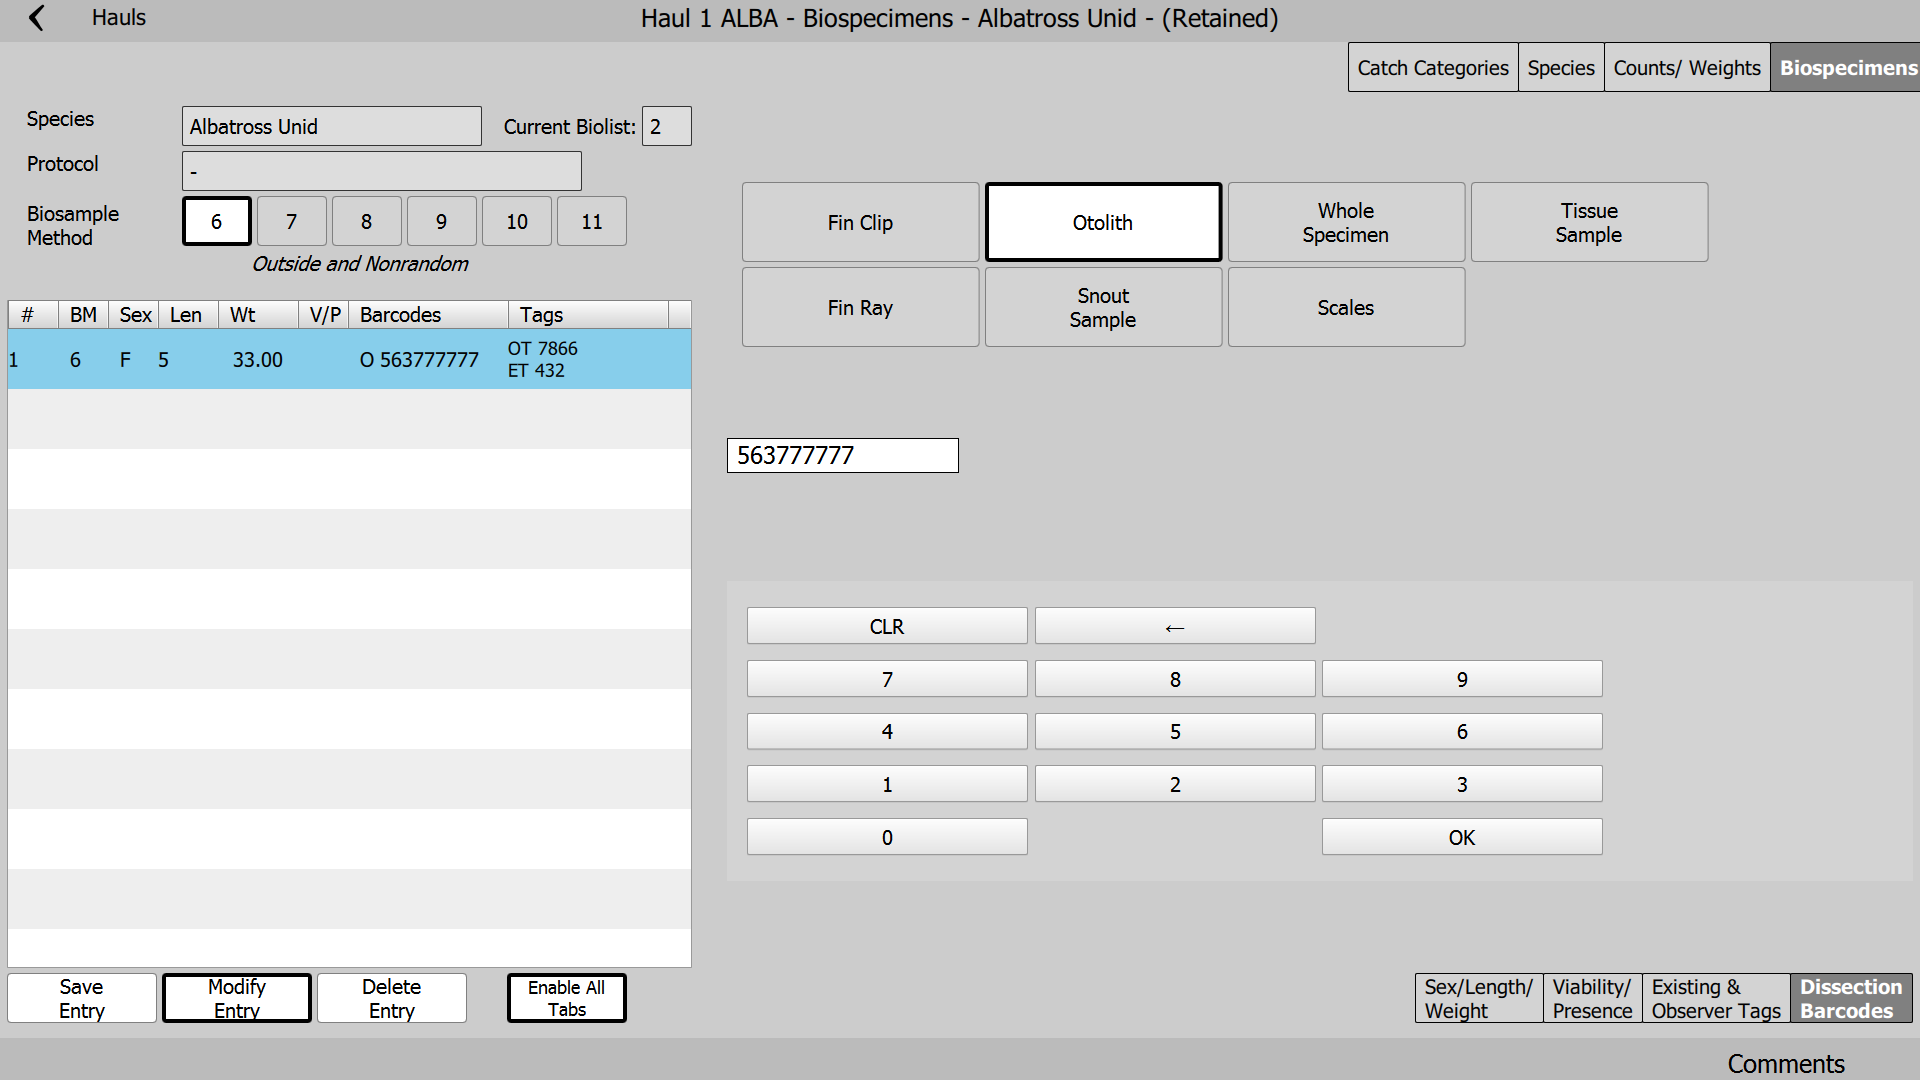 Hauls
Haul 1 ALBA - Biospecimens - Albatross Unid - (Retained)
Catch Categories
Species
Counts/ Weights
Biospecimens
Species
Albatross Unid
Current Biolist:
2
Protocol
-
Biosample
Method
6
7
8
9
10
11
Outside and Nonrandom
# BM Sex Len Wt V/P Barcodes Tags
1 6 F 5 33.00 O 563777777 OT 7866
ET 432
Fin Clip
Otolith
Whole
Specimen
Tissue
Sample
Fin Ray
Snout
Sample
Scales
563777777
CLR
←
7
8
9
4
5
6
1
2
3
0
OK
Save
Entry
Modify
Entry
Delete
Entry
Enable All
Tabs
Sex/Length/
Weight
Viability/
Presence
Existing &
Observer Tags
Dissection
Barcodes
Comments